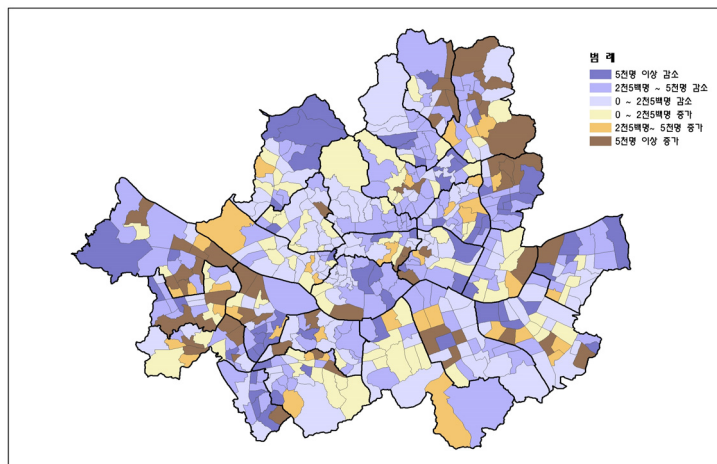 범 례
5천명 이상 감소
2천5백명 ~ 5천명 감소
0 ~ 2천5백명 감소
0 ~ 2천5백명 증가
2천5백명~ 5천명 증가
5천명 이상 증가